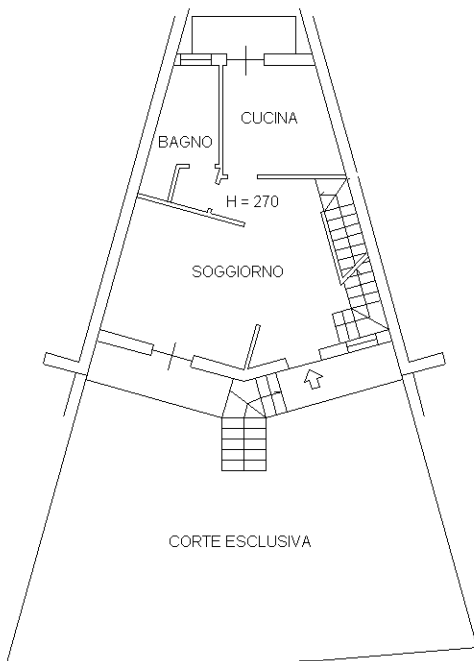 CUCINA
BAGNO
H = 270
SOGGIORNO
CORTE ESCLUSIVA